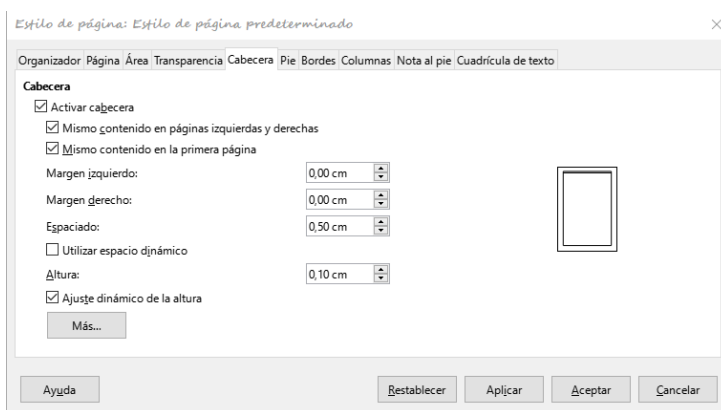 Estilo de página: Estilo de página predeterminado
Organizador Página Área Transparencia Cabecera Pie Bordes Columnas Nota al pie Cuadrícula de texto
Cabecera
Activar cabecera
Mismo contenido en páginas izquierdas y derechas
Mismo contenido en la primera página
Margen izquierdo: 0,00 cm
Margen derecho: 0,00 cm
Espaciado: 0,50 cm
Utilizar espacio dinámico
Altura: 0,10 cm
Ajuste dinámico de la altura
Más...
Ayuda Restablecer Aplicar Aceptar Cancelar